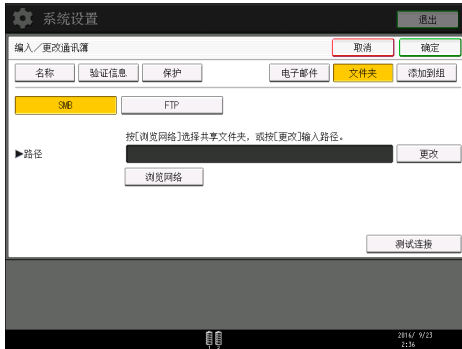 系统设置
退出
编入／更改通讯簿
取消
确定
名称
验证信息
保护
电子邮件
文件夹
添加到组
SMB
FTP
按[浏览网络]选择共享文件夹，或按[更改]输入路径。
▶路径
更改
浏览网络
测试连接
2016/ 9/23
2:36